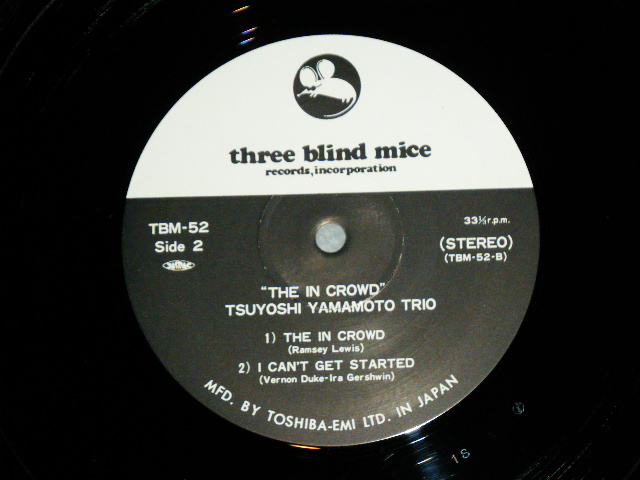 three blind mice
records, incorporation
TBM-52
Side 2
33⅓ r.p.m.
(STEREO)
(TBM-52-B)
"THE IN CROWD"
TSUYOSHI YAMAMOTO TRIO
1) THE IN CROWD
(Ramsey Lewis)
2) I CAN'T GET STARTED
(Vernon Duke-Ira Gershwin)
MFD. BY TOSHIBA-EMI LTD. IN JAPAN
18